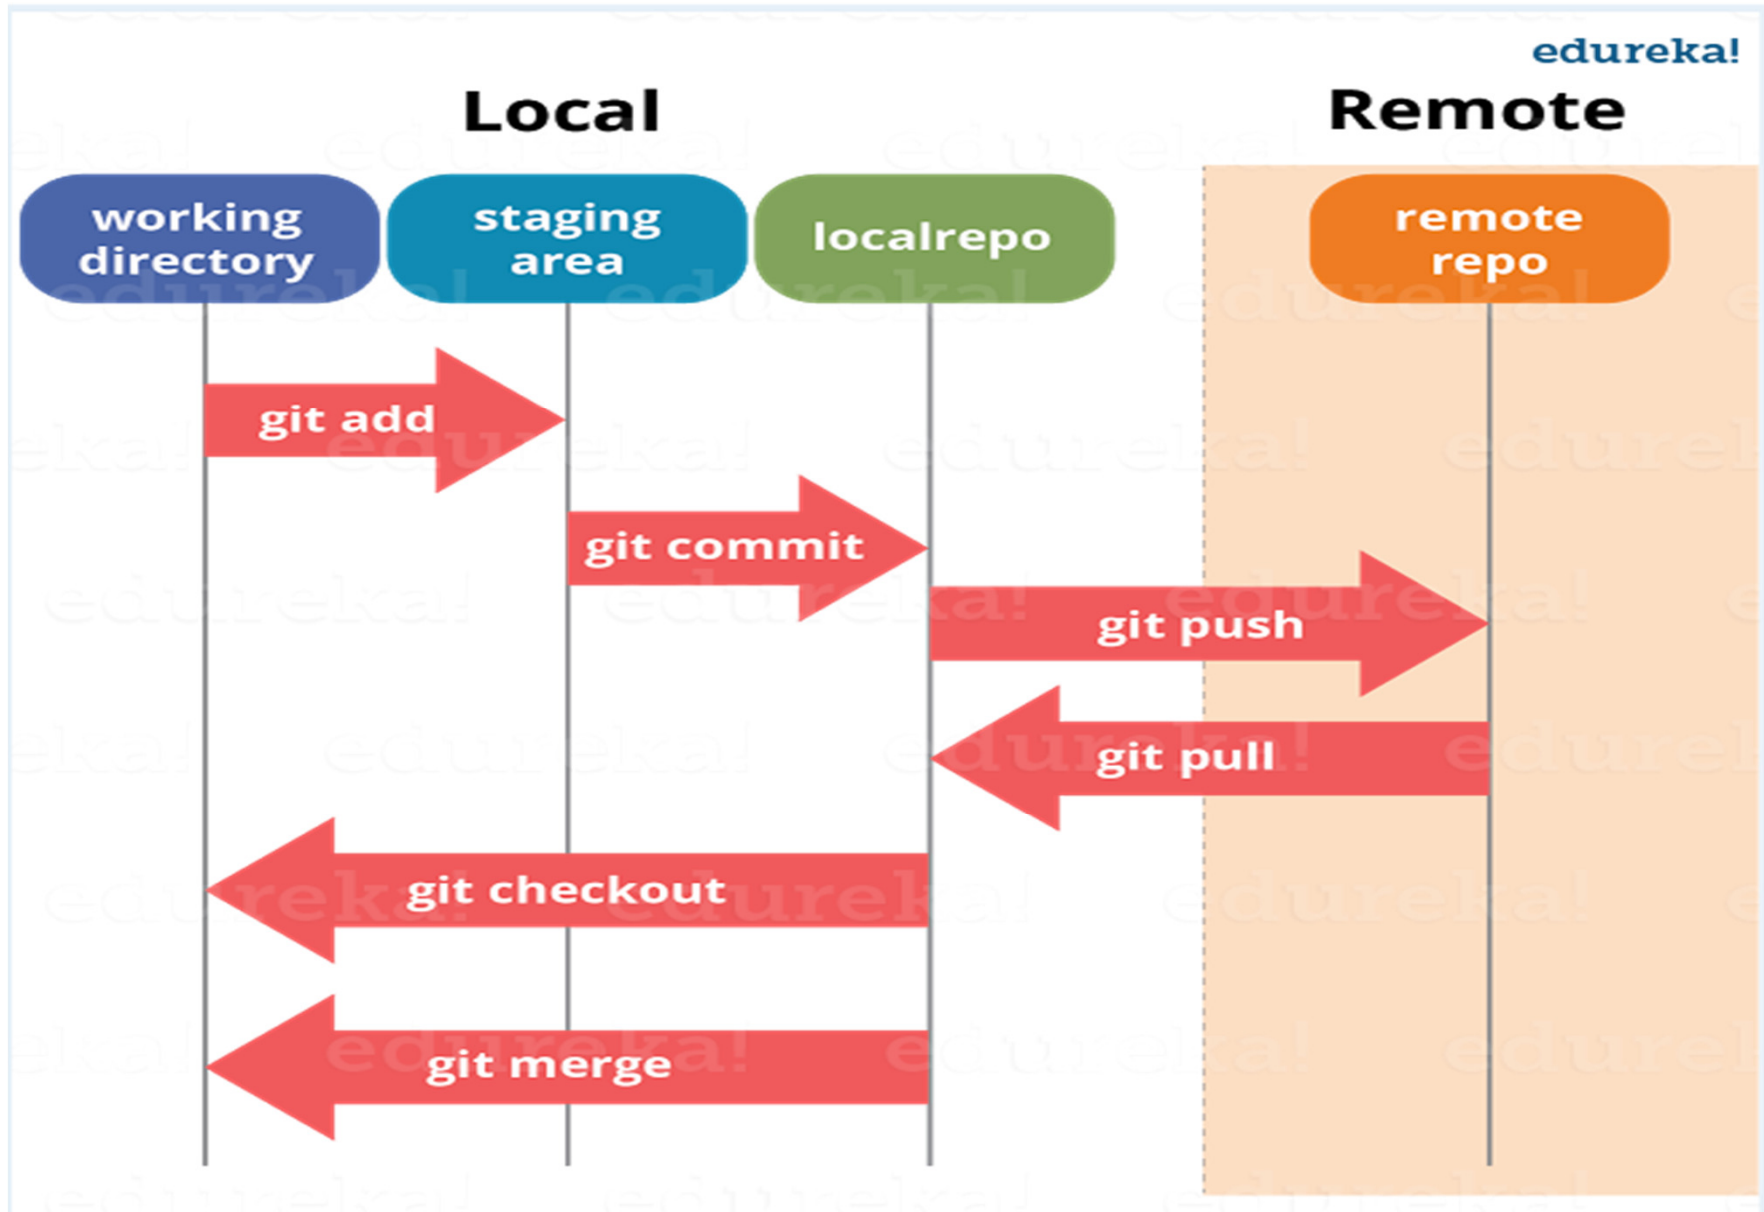 edureka!
Local
Remote
working
directory
staging
area
localrepo
remote
repo
git add
git commit
git push
git pull
git checkout
git merge